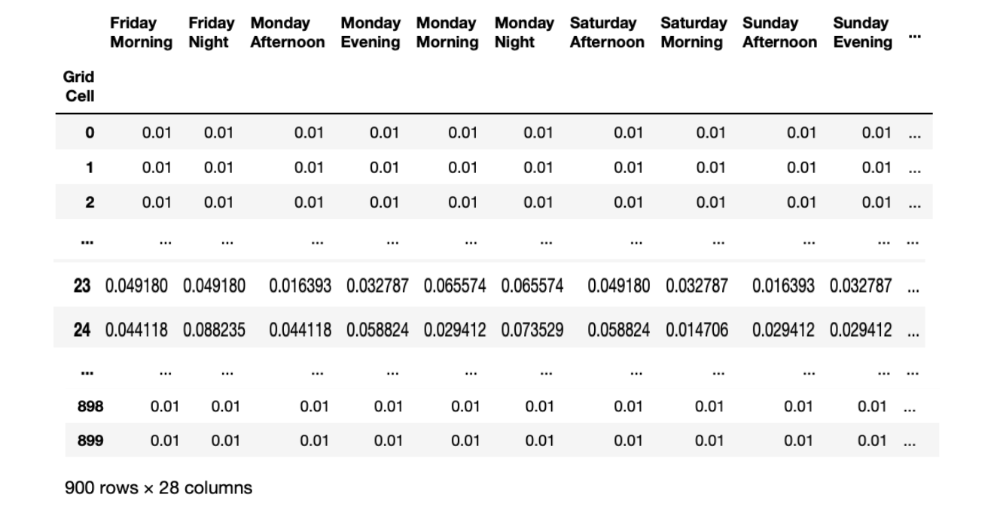 Friday Friday Monday Monday Monday Monday Saturday Saturday Sunday Sunday ...
Morning Night Afternoon Evening Morning Night Afternoon Morning Afternoon Evening
Grid
Cell
0 0.01 0.01 0.01 0.01 0.01 0.01 0.01 0.01 0.01 0.01 ...
1 0.01 0.01 0.01 0.01 0.01 0.01 0.01 0.01 0.01 0.01 ...
2 0.01 0.01 0.01 0.01 0.01 0.01 0.01 0.01 0.01 0.01 ...
... ... ... ... ... ... ... ... ... ... ... ...
23 0.049180 0.049180 0.016393 0.032787 0.065574 0.065574 0.049180 0.032787 0.016393 0.032787 ...
24 0.044118 0.088235 0.044118 0.058824 0.029412 0.073529 0.058824 0.014706 0.029412 0.029412 ...
... ... ... ... ... ... ... ... ... ... ... ...
898 0.01 0.01 0.01 0.01 0.01 0.01 0.01 0.01 0.01 0.01 ...
899 0.01 0.01 0.01 0.01 0.01 0.01 0.01 0.01 0.01 0.01 ...
900 rows × 28 columns